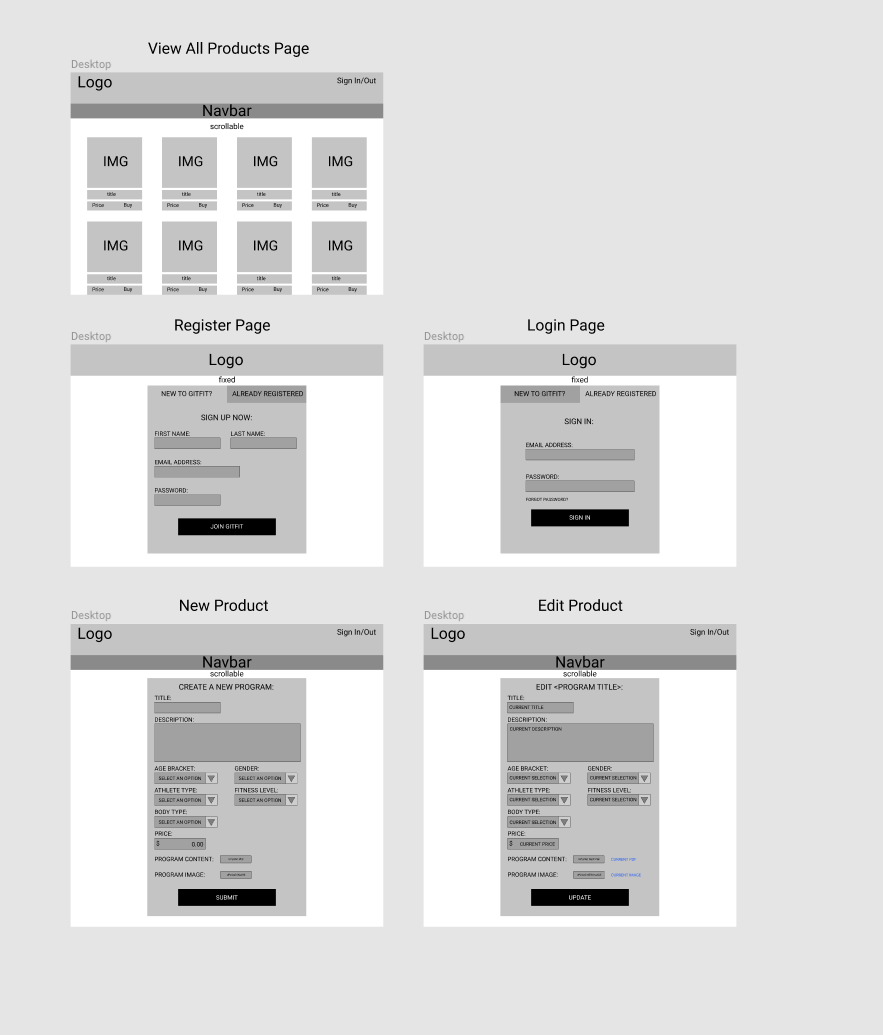 View All Products Page
Desktop
Logo Sign In/Out
Navbar
scrollable
IMG IMG IMG IMG
title title title title
Price Buy Price Buy Price Buy Price Buy
IMG IMG IMG IMG
title title title title
Price Buy Price Buy Price Buy Price Buy
Register Page
Desktop
Logo
fixed
NEW TO GITFIT? ALREADY REGISTERED
SIGN UP NOW:
FIRST NAME: LAST NAME:
EMAIL ADDRESS:
PASSWORD:
JOIN GITFIT
Login Page
Desktop
Logo
fixed
NEW TO GITFIT? ALREADY REGISTERED
SIGN IN:
EMAIL ADDRESS:
PASSWORD:
FORGOT PASSWORD?
SIGN IN
New Product
Desktop
Logo Sign In/Out
Navbar
scrollable
CREATE A NEW PROGRAM:
TITLE:
DESCRIPTION:
AGE BRACKET: GENDER:
SELECT AN OPTION SELECT AN OPTION
ATHLETE TYPE: FITNESS LEVEL:
SELECT AN OPTION SELECT AN OPTION
BODY TYPE:
SELECT AN OPTION
PRICE:
$ 0.00
PROGRAM CONTENT:
PROGRAM IMAGE:
SUBMIT
Edit Product
Desktop
Logo Sign In/Out
Navbar
scrollable
EDIT <PROGRAM TITLE>:
TITLE:
CURRENT TITLE
DESCRIPTION:
CURRENT DESCRIPTION
AGE BRACKET: GENDER:
CURRENT SELECTION CURRENT SELECTION
ATHLETE TYPE: FITNESS LEVEL:
CURRENT SELECTION CURRENT SELECTION
BODY TYPE:
CURRENT SELECTION
PRICE:
$ CURRENT PRICE
PROGRAM CONTENT: CURRENT PDF
PROGRAM IMAGE: CURRENT IMAGE
UPDATE